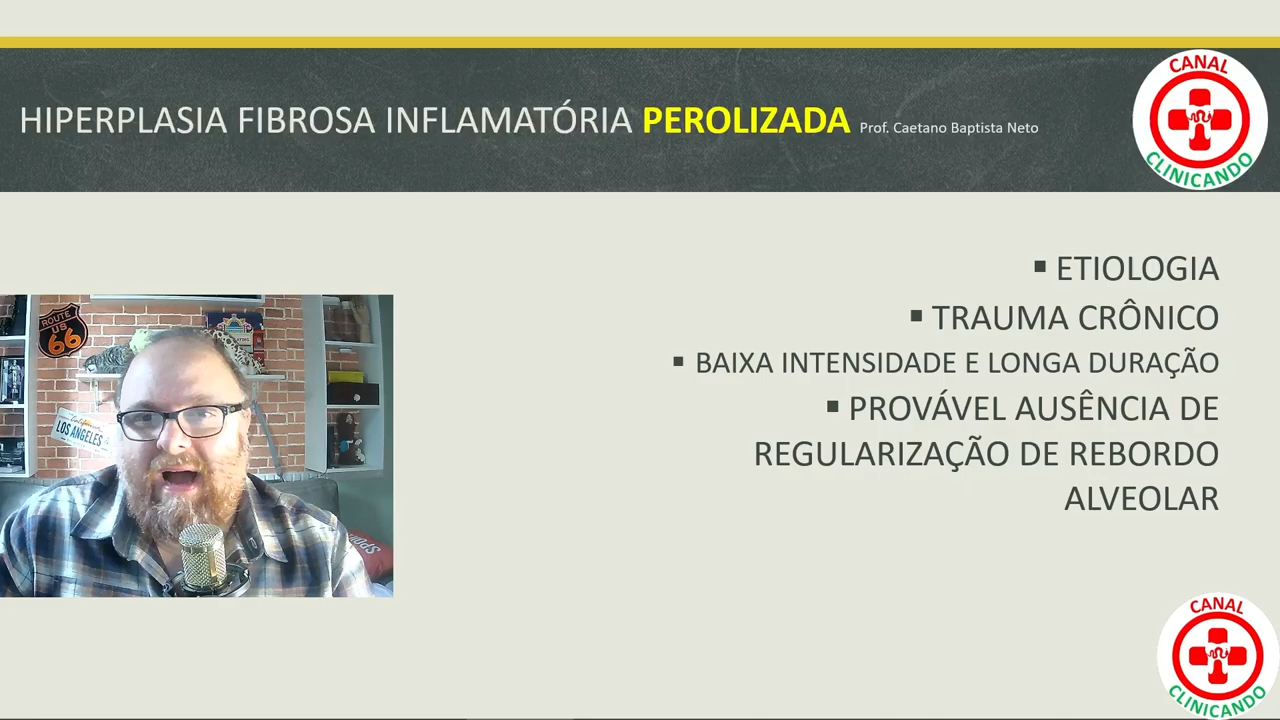 HIPERPLASIA FIBROSA INFLAMATÓRIA PEROLIZADA Prof. Caetano Baptista Neto
CANAL
CLINICANDO
▪ ETIOLOGIA
▪ TRAUMA CRÔNICO
▪ BAIXA INTENSIDADE E LONGA DURAÇÃO
▪ PROVÁVEL AUSÊNCIA DE
REGULARIZAÇÃO DE REBORDO
ALVEOLAR
ROUTE
US
66
California
LOS ANGELES
CANAL
CLINICANDO